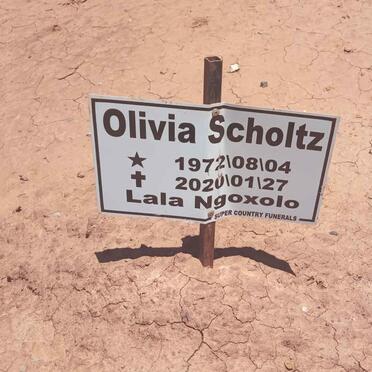 Olivia Scholtz
1972\08\04
2020\01\27
Lala Ngoxolo
SUPER COUNTRY FUNERALS